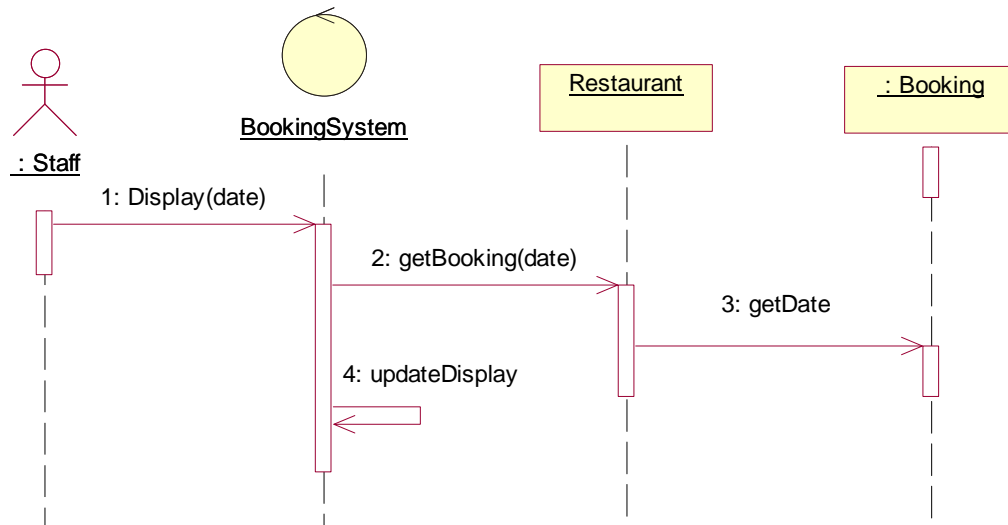 Restaurant
: Booking
BookingSystem
: Staff
1: Display(date)
2: getBooking(date)
3: getDate
4: updateDisplay